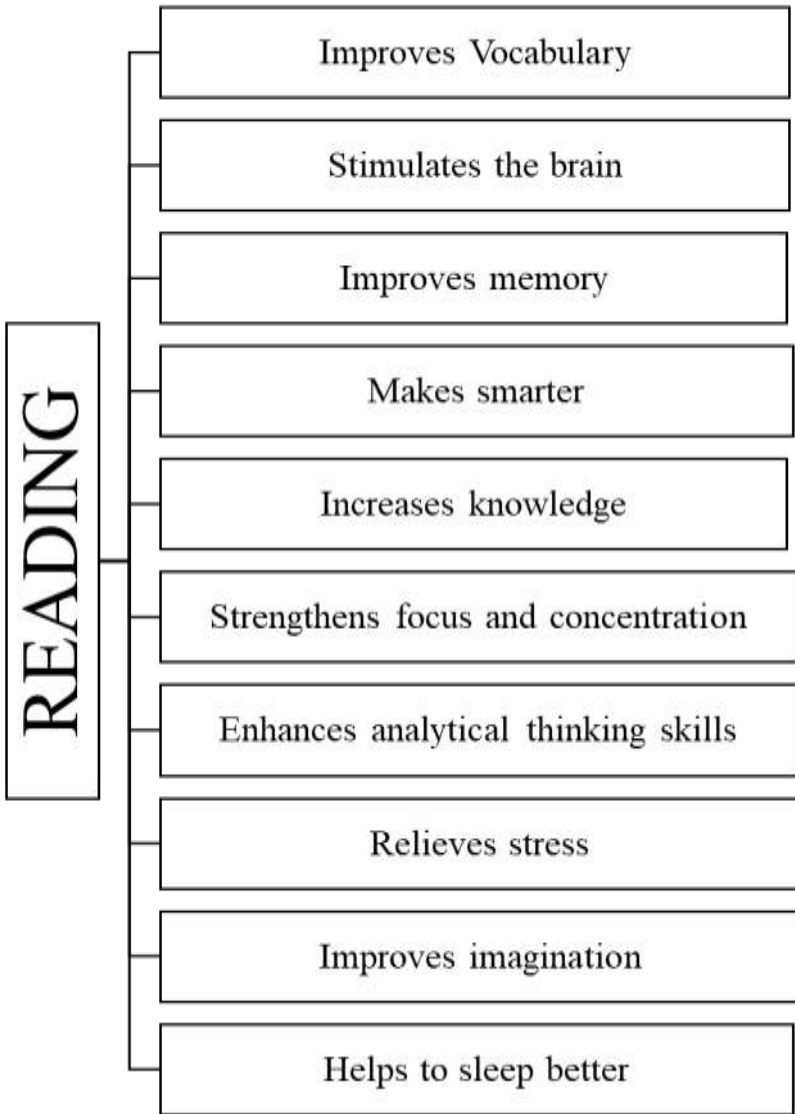 READING
Improves Vocabulary
Stimulates the brain
Improves memory
Makes smarter
Increases knowledge
Strengthens focus and concentration
Enhances analytical thinking skills
Relieves stress
Improves imagination
Helps to sleep better